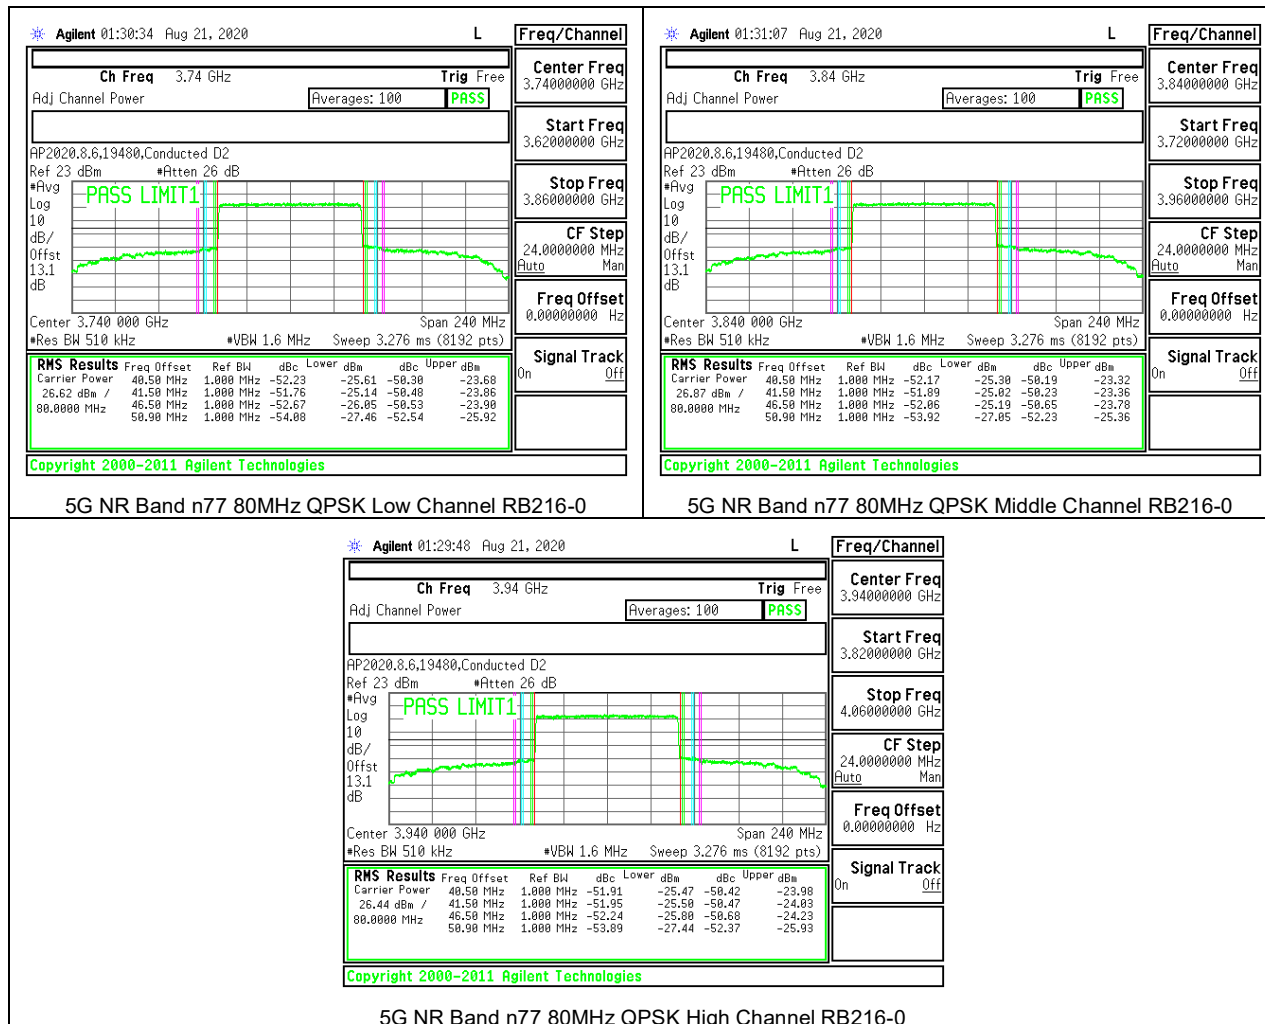 Agilent 01:30:34 Aug 21, 2020 L
Freq/Channel
Ch Freq 3.74 GHz Trig Free
Adj Channel Power Averages: 100 PASS
AP2020.8.6,19480,Conducted D2
Ref 23 dBm #Atten 26 dB
#Avg
Log
10
dB/
Offst
13.1
dB
PASS LIMIT1
Center 3.740 000 GHz Span 240 MHz
#Res BW 510 kHz #VBW 1.6 MHz Sweep 3.276 ms (8192 pts)
RMS Results Freq Offset Ref BW dBc Lower dBm dBc Upper dBm
Carrier Power 40.50 MHz 1.000 MHz -52.23 -25.61 -50.30 -23.68
26.62 dBm / 41.50 MHz 1.000 MHz -51.76 -25.14 -50.48 -23.86
80.0000 MHz 46.50 MHz 1.000 MHz -52.67 -26.05 -50.53 -23.90
50.90 MHz 1.000 MHz -54.08 -27.46 -52.54 -25.92
Copyright 2000-2011 Agilent Technologies
Center Freq
3.74000000 GHz
Start Freq
3.62000000 GHz
Stop Freq
3.86000000 GHz
CF Step
24.0000000 MHz
Auto Man
Freq Offset
0.00000000 Hz
Signal Track
On Off
5G NR Band n77 80MHz QPSK Low Channel RB216-0
Agilent 01:31:07 Aug 21, 2020 L
Freq/Channel
Ch Freq 3.84 GHz Trig Free
Adj Channel Power Averages: 100 PASS
AP2020.8.6,19480,Conducted D2
Ref 23 dBm #Atten 26 dB
#Avg
Log
10
dB/
Offst
13.1
dB
PASS LIMIT1
Center 3.840 000 GHz Span 240 MHz
#Res BW 510 kHz #VBW 1.6 MHz Sweep 3.276 ms (8192 pts)
RMS Results Freq Offset Ref BW dBc Lower dBm dBc Upper dBm
Carrier Power 40.50 MHz 1.000 MHz -52.17 -25.30 -50.19 -23.32
26.87 dBm / 41.50 MHz 1.000 MHz -51.89 -25.02 -50.23 -23.36
80.0000 MHz 46.50 MHz 1.000 MHz -52.06 -25.19 -50.65 -23.78
50.90 MHz 1.000 MHz -53.92 -27.05 -52.23 -25.36
Copyright 2000-2011 Agilent Technologies
Center Freq
3.84000000 GHz
Start Freq
3.72000000 GHz
Stop Freq
3.96000000 GHz
CF Step
24.0000000 MHz
Auto Man
Freq Offset
0.00000000 Hz
Signal Track
On Off
5G NR Band n77 80MHz QPSK Middle Channel RB216-0
Agilent 01:29:48 Aug 21, 2020 L
Freq/Channel
Ch Freq 3.94 GHz Trig Free
Adj Channel Power Averages: 100 PASS
AP2020.8.6,19480,Conducted D2
Ref 23 dBm #Atten 26 dB
#Avg
Log
10
dB/
Offst
13.1
dB
PASS LIMIT1
Center 3.940 000 GHz Span 240 MHz
#Res BW 510 kHz #VBW 1.6 MHz Sweep 3.276 ms (8192 pts)
RMS Results Freq Offset Ref BW dBc Lower dBm dBc Upper dBm
Carrier Power 40.50 MHz 1.000 MHz -51.91 -25.47 -50.42 -23.98
26.44 dBm / 41.50 MHz 1.000 MHz -51.95 -25.50 -50.47 -24.03
80.0000 MHz 46.50 MHz 1.000 MHz -52.24 -25.80 -50.68 -24.23
50.90 MHz 1.000 MHz -53.89 -27.44 -52.37 -25.93
Copyright 2000-2011 Agilent Technologies
Center Freq
3.94000000 GHz
Start Freq
3.82000000 GHz
Stop Freq
4.06000000 GHz
CF Step
24.0000000 MHz
Auto Man
Freq Offset
0.00000000 Hz
Signal Track
On Off
5G NR Band n77 80MHz QPSK High Channel RB216-0